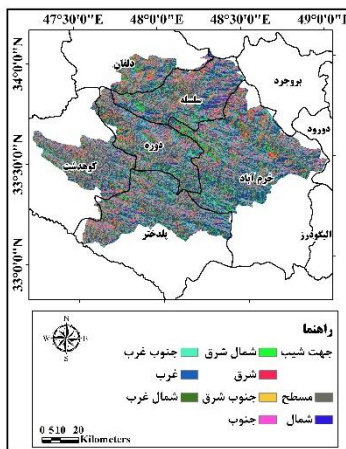 47°30'0"E 48°0'0"E 48°30'0"E 49°0'0"E
34°0'0"N
33°30'0"N
33°0'0"N
دلفان
سلسله
بروجرد
دورود
دوره
کوهدشت
خرم آباد
الیگودرز
پلدختر
راهنما
جهت شیب شمال شرق جنوب غرب
شرق غرب
مسطح جنوب شرق شمال غرب
شمال جنوب
N
W E
S
0 5 10 20
Kilometers